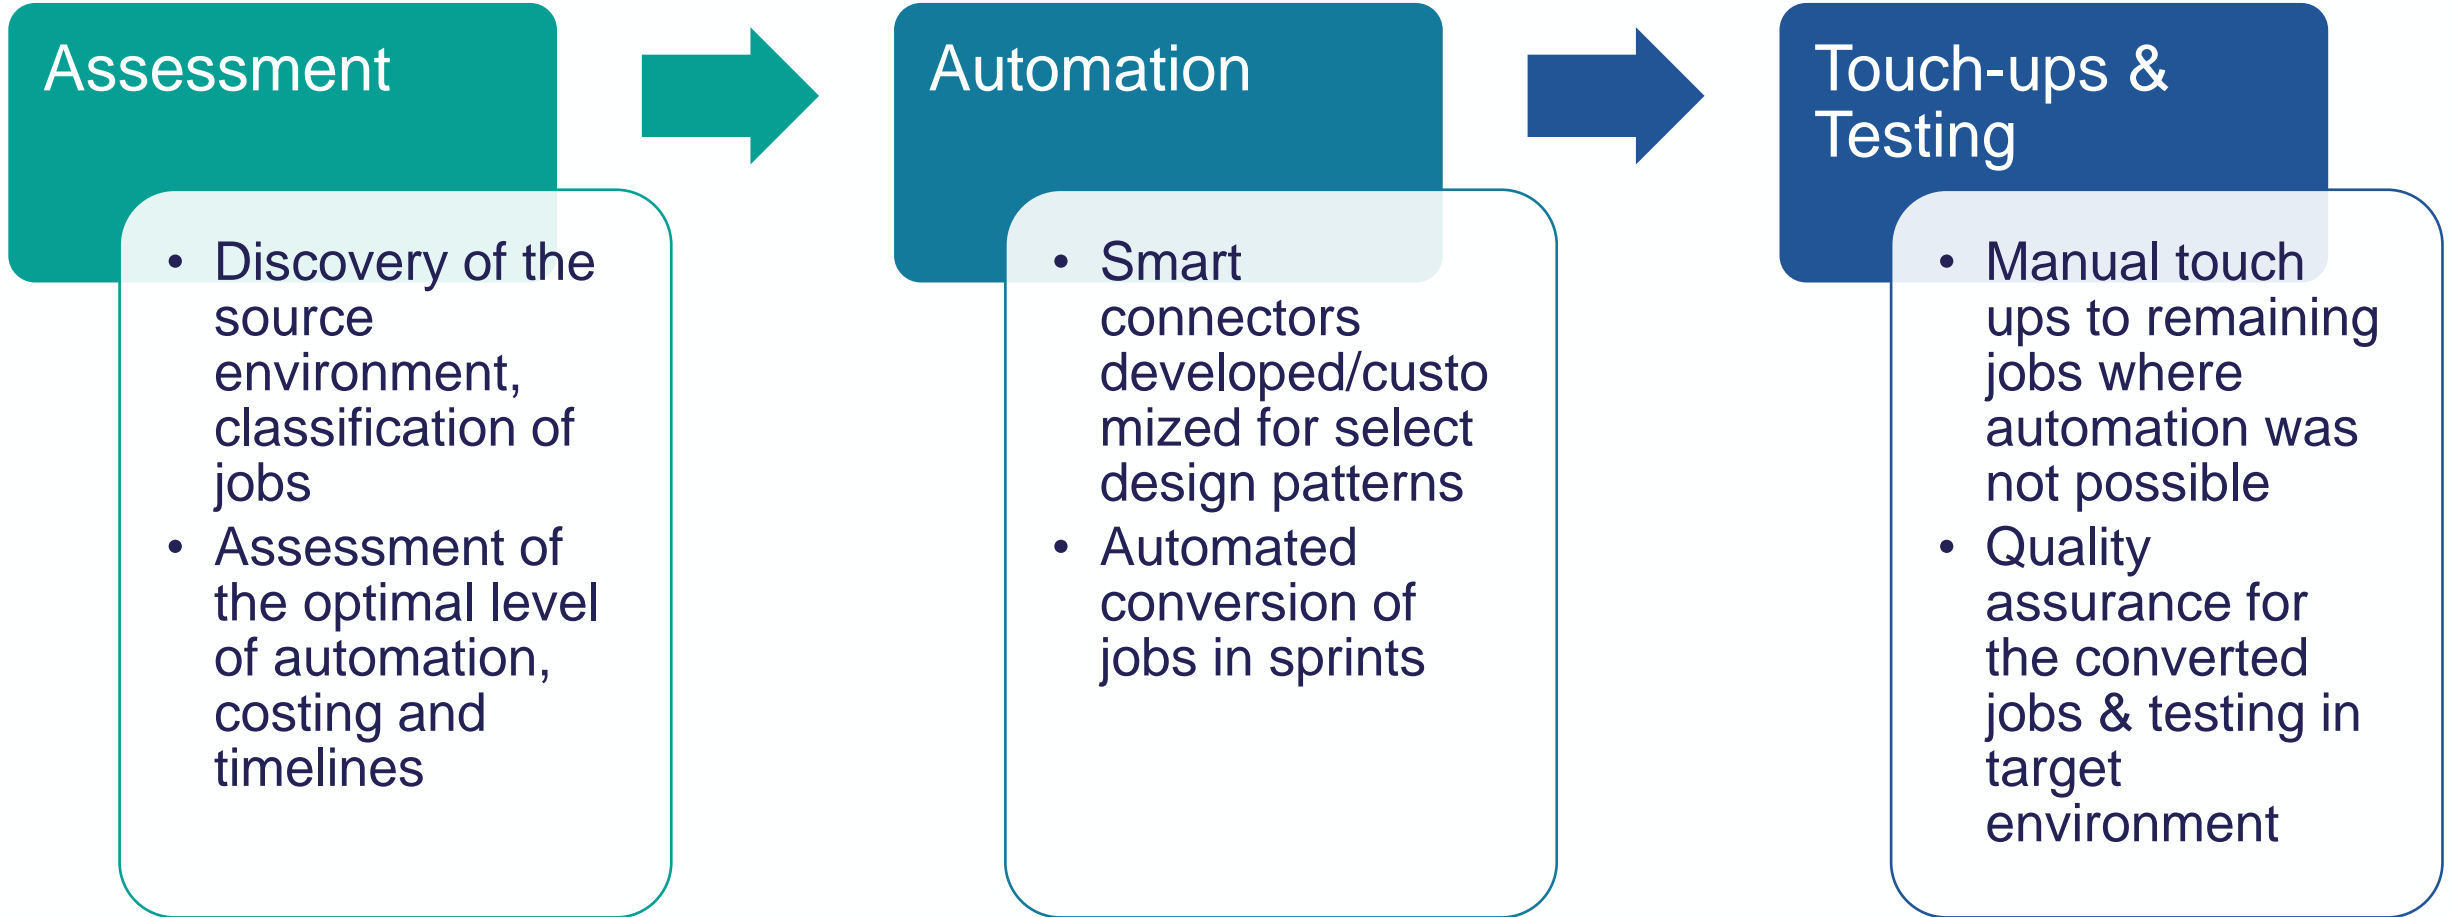 Assessment
• Discovery of the
source
environment,
classification of
jobs
• Assessment of
the optimal level
of automation,
costing and
timelines
Automation
• Smart
connectors
developed/custo
mized for select
design patterns
• Automated
conversion of
jobs in sprints
Touch-ups &
Testing
• Manual touch
ups to remaining
jobs where
automation was
not possible
• Quality
assurance for
the converted
jobs & testing in
target
environment